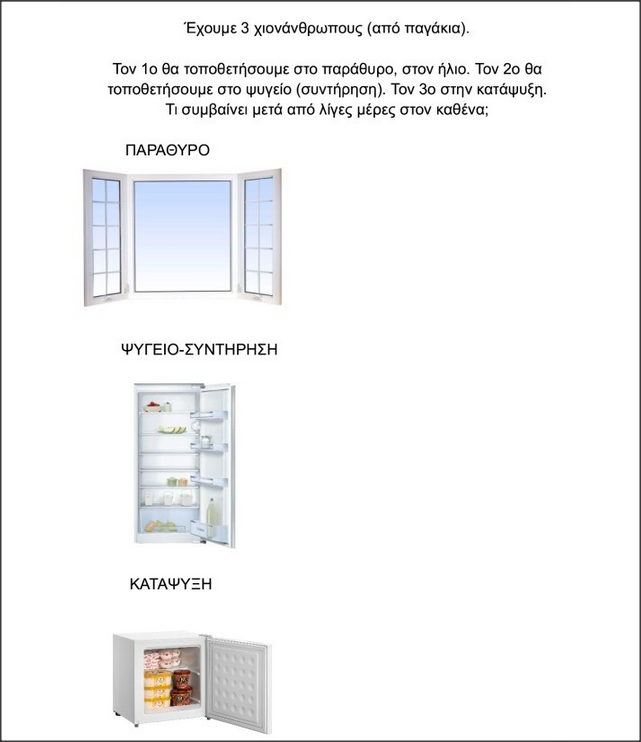 Έχουμε 3 χιονάνθρωπους (από παγάκια).
Τον 1ο θα τοποθετήσουμε στο παράθυρο, στον ήλιο. Τον 2ο θα
τοποθετήσουμε στο ψυγείο (συντήρηση). Τον 3ο στην κατάψυξη.
Τι συμβαίνει μετά από λίγες μέρες στον καθένα;
ΠΑΡΑΘΥΡΟ
ΨΥΓΕΙΟ-ΣΥΝΤΗΡΗΣΗ
ΚΑΤΑΨΥΞΗ